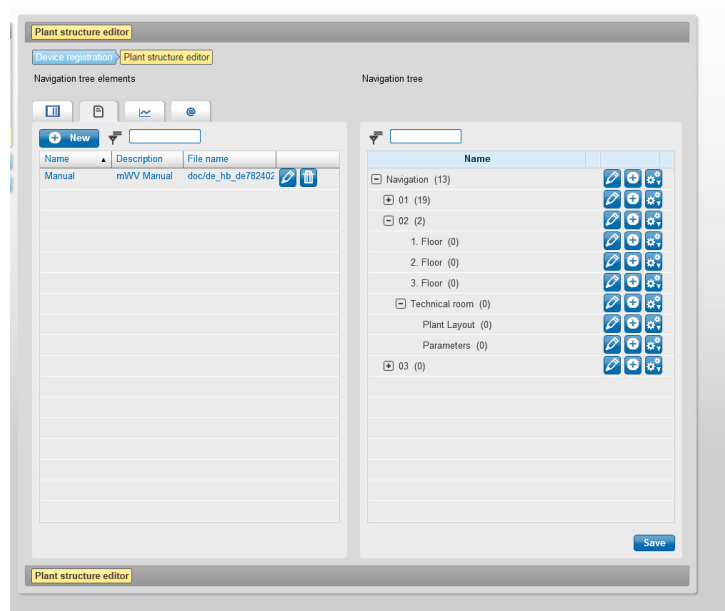 Plant structure editor
Device registration Plant structure editor
Navigation tree elements
Navigation tree
@
New
Name Description File name
Manual mWV Manual doc/de_hb_de782402
Name
Navigation (13)
01 (19)
02 (2)
1. Floor (0)
2. Floor (0)
3. Floor (0)
Technical room (0)
Plant Layout (0)
Parameters (0)
03 (0)
Save
Plant structure editor